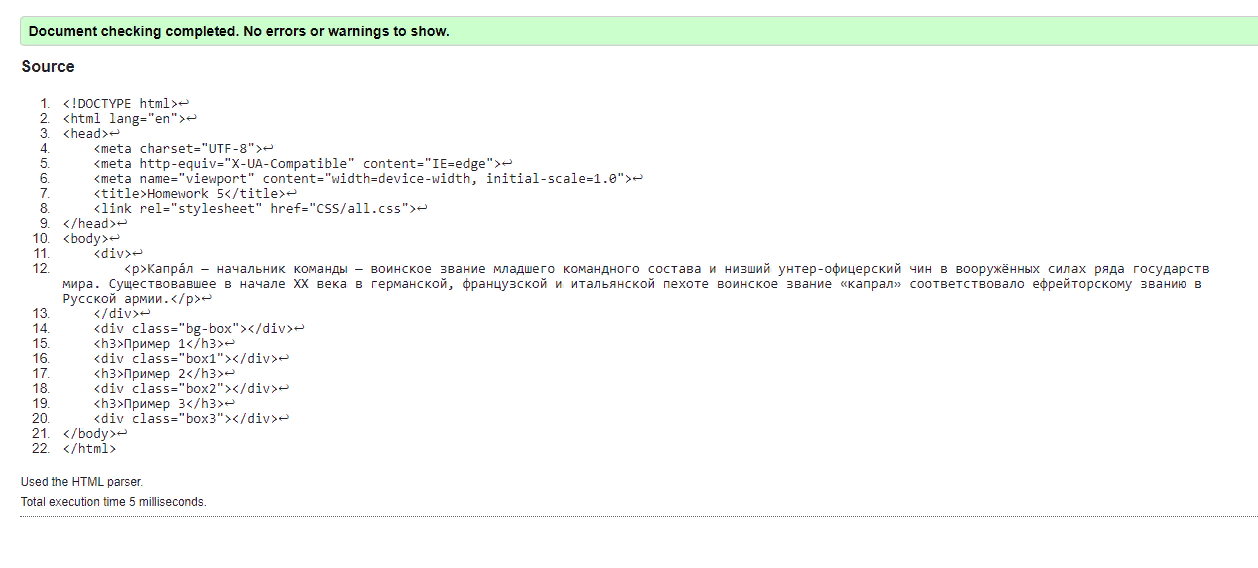 Document checking completed. No errors or warnings to show.
Source
1. <!DOCTYPE html>↩
2. <html lang="en">↩
3. <head>↩
4.     <meta charset="UTF-8">↩
5.     <meta http-equiv="X-UA-Compatible" content="IE=edge">↩
6.     <meta name="viewport" content="width=device-width, initial-scale=1.0">↩
7.     <title>Homework 5</title>↩
8.     <link rel="stylesheet" href="CSS/all.css">↩
9. </head>↩
10. <body>↩
11.     <div>↩
12.         <p>Капра́л — начальник команды — воинское звание младшего командного состава и низший унтер-офицерский чин в вооружённых силах ряда государств
мира. Существовавшее в начале XX века в германской, французской и итальянской пехоте воинское звание «капрал» соответствовало ефрейторскому званию в
Русской армии.</p>↩
13.     </div>↩
14.     <div class="bg-box"></div>↩
15.     <h3>Пример 1</h3>↩
16.     <div class="box1"></div>↩
17.     <h3>Пример 2</h3>↩
18.     <div class="box2"></div>↩
19.     <h3>Пример 3</h3>↩
20.     <div class="box3"></div>↩
21. </body>↩
22. </html>
Used the HTML parser.
Total execution time 5 milliseconds.